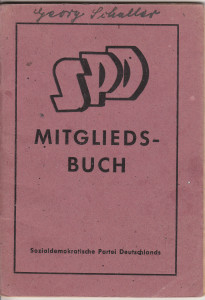 Georg Schaller
SPD
MITGLIEDS-
BUCH
Sozialdemokratische Partei Deutschlands